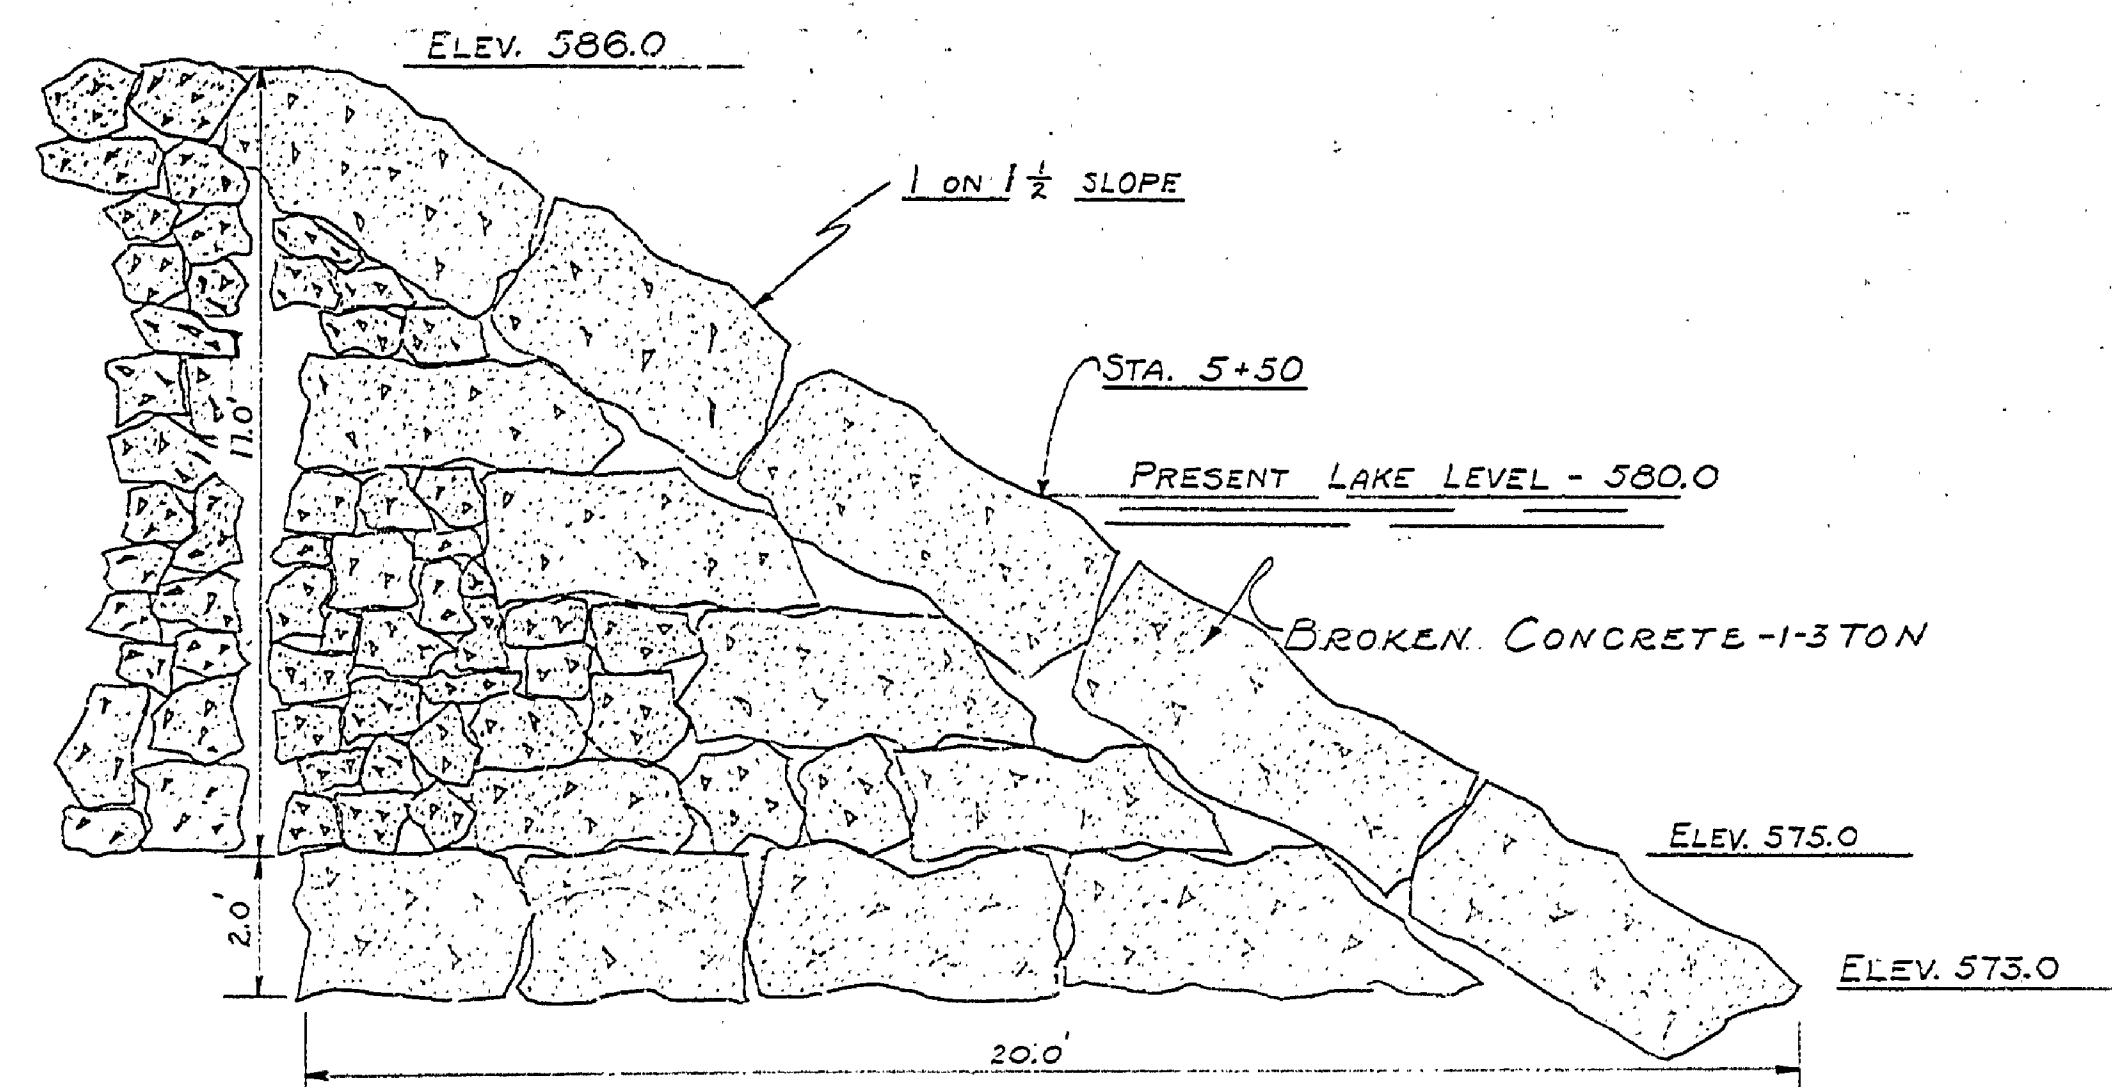 ELEV. 586.0
1 ON 1 1/2 SLOPE
STA. 5+50
11.0'
PRESENT LAKE LEVEL - 580.0
BROKEN CONCRETE -1-3 TON
ELEV. 575.0
2.0'
ELEV. 573.0
20.0'